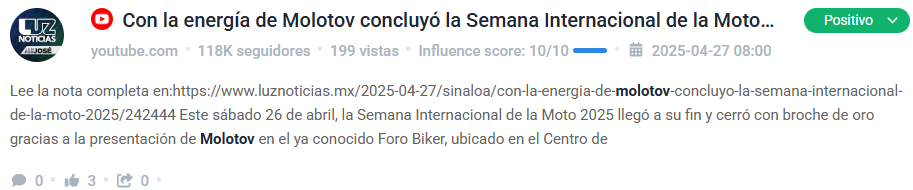 LUZ
NOTICIAS
JOSÉ
Con la energía de Molotov concluyó la Semana Internacional de la Moto...
Positivo
youtube.com • 118K seguidores • 199 vistas • Influence score: 10/10 • 2025-04-27 08:00
Lee la nota completa en:https://www.luznoticias.mx/2025-04-27/sinaloa/con-la-energia-de-molotov-concluyo-la-semana-internacional-
de-la-moto-2025/242444 Este sábado 26 de abril, la Semana Internacional de la Moto 2025 llegó a su fin y cerró con broche de oro
gracias a la presentación de Molotov en el ya conocido Foro Biker, ubicado en el Centro de
0 • 3 • 0 •